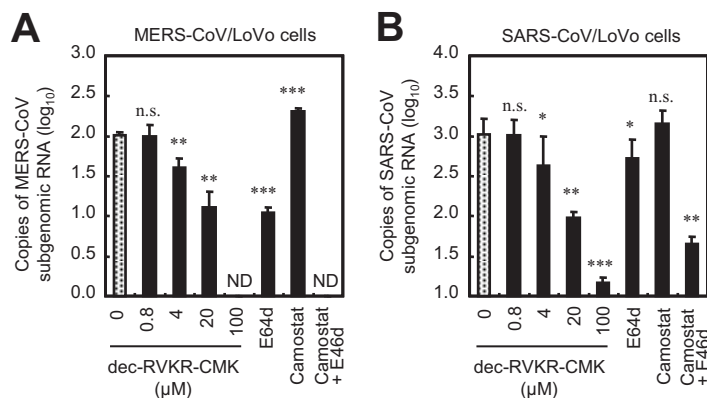 A
MERS-CoV/LoVo cells
Copies of MERS-CoV
subgenomic RNA (log10)
3.0
2.5
2.0
1.5
1.0
0.5
0.0
n.s.
**
**
ND
***
***
ND
0
0.8
4
20
100
E64d
Camostat
Camostat
+ E46d
dec-RVKR-CMK
(μM)
B
SARS-CoV/LoVo cells
Copies of SARS-CoV
subgenomic RNA (log10)
4.0
3.5
3.0
2.5
2.0
1.5
1.0
n.s.
*
**
***
*
n.s.
**
0
0.8
4
20
100
E64d
Camostat
Camostat
+ E46d
dec-RVKR-CMK
(μM)